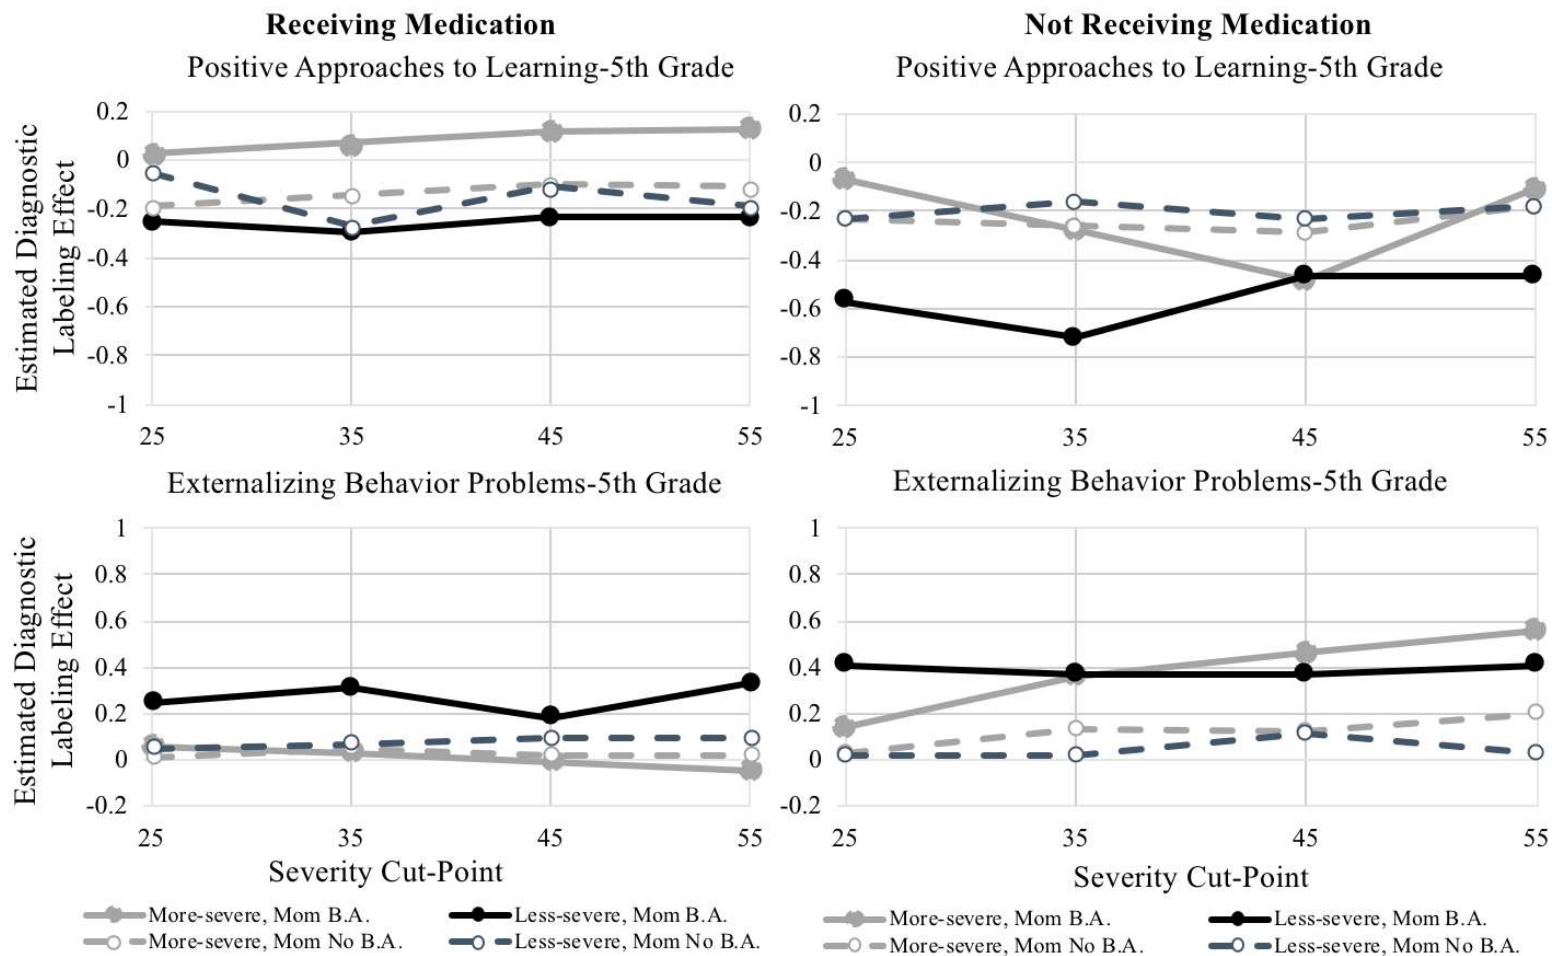 Receiving Medication
Not Receiving Medication
Positive Approaches to Learning-5th Grade
Positive Approaches to Learning-5th Grade
Estimated Diagnostic
Labeling Effect
0.2
0
-0.2
-0.4
-0.6
-0.8
-1
25
35
45
55
0.2
0
-0.2
-0.4
-0.6
-0.8
-1
25
35
45
55
Externalizing Behavior Problems-5th Grade
Externalizing Behavior Problems-5th Grade
Estimated Diagnostic
Labeling Effect
1
0.8
0.6
0.4
0.2
0
-0.2
25
35
45
55
Severity Cut-Point
1
0.8
0.6
0.4
0.2
0
-0.2
25
35
45
55
Severity Cut-Point
More-severe, Mom B.A.
Less-severe, Mom B.A.
More-severe, Mom No B.A.
Less-severe, Mom No B.A.
More-severe, Mom B.A.
Less-severe, Mom B.A.
More-severe, Mom No B.A.
Less-severe, Mom No B.A.